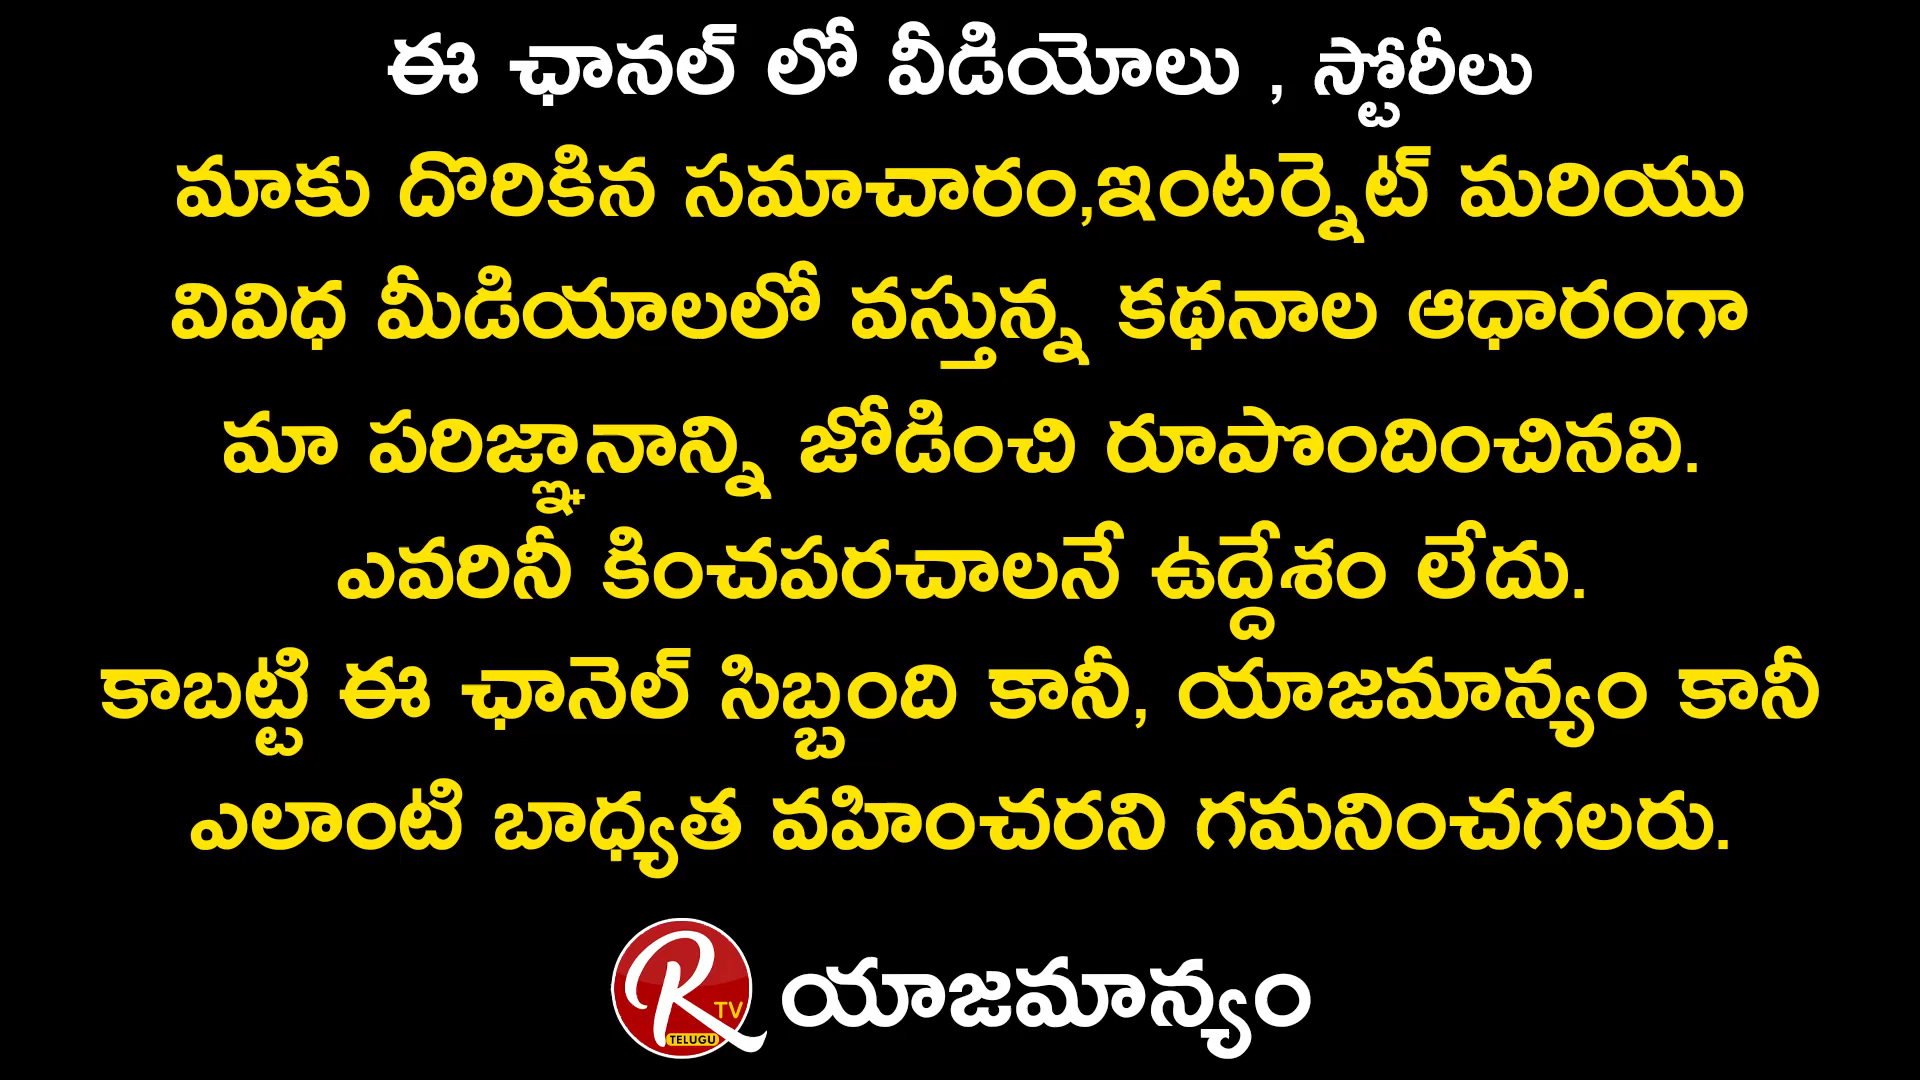 ఈ ఛానల్ లో వీడియోలు , స్టోరీలు
మాకు దొరికిన సమాచారం,ఇంటర్నెట్ మరియు
వివిధ మీడియాలలో వస్తున్న కథనాల ఆధారంగా
మా పరిజ్ఞానాన్ని జోడించి రూపొందించినవి.
ఎవరినీ కించపరచాలనే ఉద్దేశం లేదు.
కాబట్టి ఈ ఛానెల్ సిబ్బంది కానీ, యాజమాన్యం కానీ
ఎలాంటి బాధ్యత వహించరని గమనించగలరు.
R TV TELUGU యాజమాన్యం